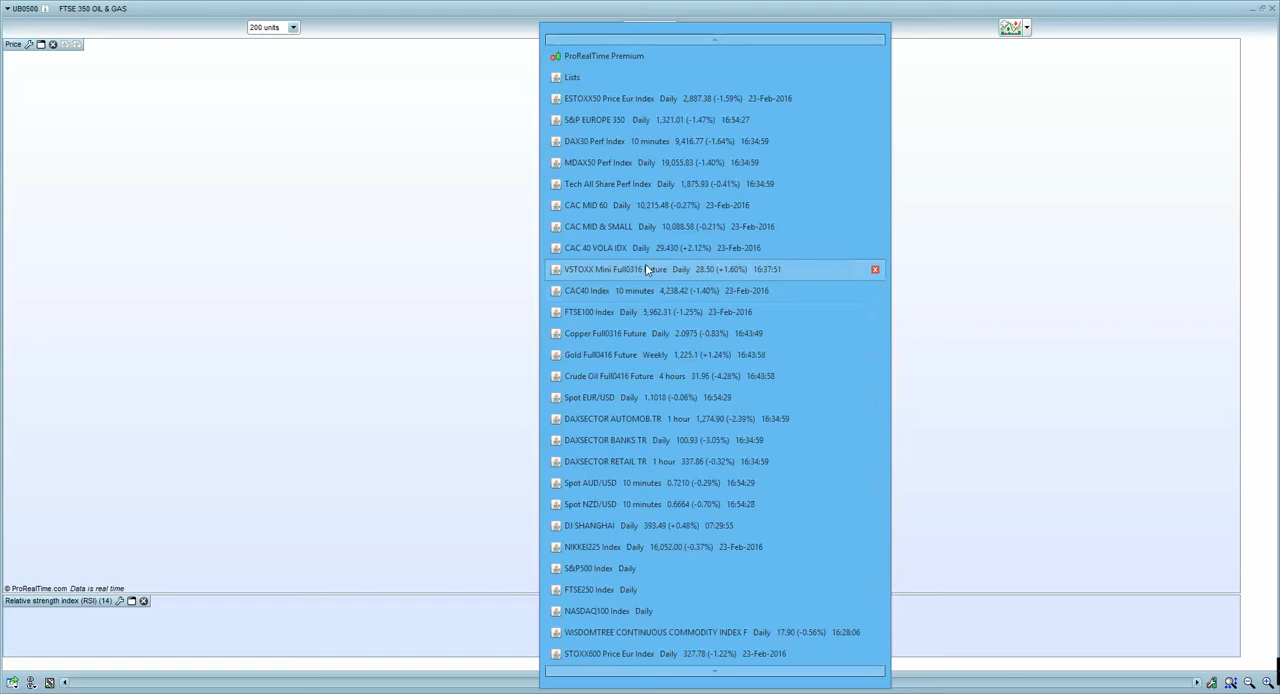 UB0500 FTSE 350 OIL & GAS
200 units
Price
ProRealTime Premium
Lists
ESTOXX50 Price Eur Index Daily 2,887.38 (-1.59%) 23-Feb-2016
S&P EUROPE 350 Daily 1,321.01 (-1.47%) 16:54:27
DAX30 Perf Index 10 minutes 9,416.77 (-1.64%) 16:34:59
MDAX50 Perf Index Daily 19,055.83 (-1.40%) 16:34:59
Tech All Share Perf Index Daily 1,875.93 (-0.41%) 16:34:59
CAC MID 60 Daily 10,215.48 (-0.27%) 23-Feb-2016
CAC MID & SMALL Daily 10,088.58 (-0.21%) 23-Feb-2016
CAC 40 VOLA IDX Daily 29.430 (+2.12%) 23-Feb-2016
VSTOXX Mini Full0316 Future Daily 28.50 (+1.60%) 16:37:51
CAC40 Index 10 minutes 4,238.42 (-1.40%) 23-Feb-2016
FTSE100 Index Daily 5,962.31 (-1.25%) 23-Feb-2016
Copper Full0316 Future Daily 2.0975 (-0.83%) 16:43:49
Gold Full0416 Future Weekly 1,225.1 (+1.24%) 16:43:58
Crude Oil Full0416 Future 4 hours 31.96 (-4.28%) 16:43:58
Spot EUR/USD Daily 1.1018 (-0.06%) 16:54:29
DAXSECTOR AUTOMOB.TR 1 hour 1,274.90 (-2.39%) 16:34:59
DAXSECTOR BANKS TR Daily 100.93 (-3.05%) 16:34:59
DAXSECTOR RETAIL TR 1 hour 337.86 (-0.32%) 16:34:59
Spot AUD/USD 10 minutes 0.7210 (-0.29%) 16:54:29
Spot NZD/USD 10 minutes 0.6664 (-0.70%) 16:54:28
DJ SHANGHAI Daily 393.49 (+0.48%) 07:29:55
NIKKEI225 Index Daily 16,052.00 (-0.37%) 23-Feb-2016
S&P500 Index Daily
FTSE250 Index Daily
NASDAQ100 Index Daily
WISDOMTREE CONTINUOUS COMMODITY INDEX F Daily 17.90 (-0.56%) 16:28:06
STOXX600 Price Eur Index Daily 327.78 (-1.22%) 23-Feb-2016
© ProRealTime.com Data is real time
Relative strength index (RSI) (14)